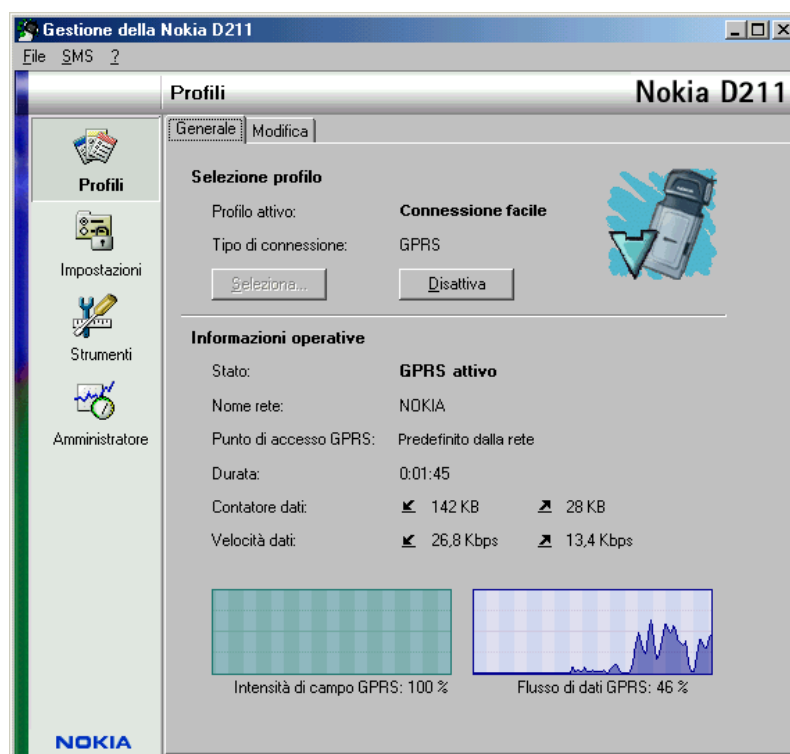 Gestione della Nokia D211
File SMS ?
Profili Nokia D211
Generale Modifica
Profili
Impostazioni
Strumenti
Amministratore
NOKIA
Selezione profilo
Profilo attivo: Connessione facile
Tipo di connessione: GPRS
Seleziona... Disattiva
Informazioni operative
Stato: GPRS attivo
Nome rete: NOKIA
Punto di accesso GPRS: Predefinito dalla rete
Durata: 0:01:45
Contatore dati: 142 KB 28 KB
Velocità dati: 26,8 Kbps 13,4 Kbps
Intensità di campo GPRS: 100 % Flusso di dati GPRS: 46 %